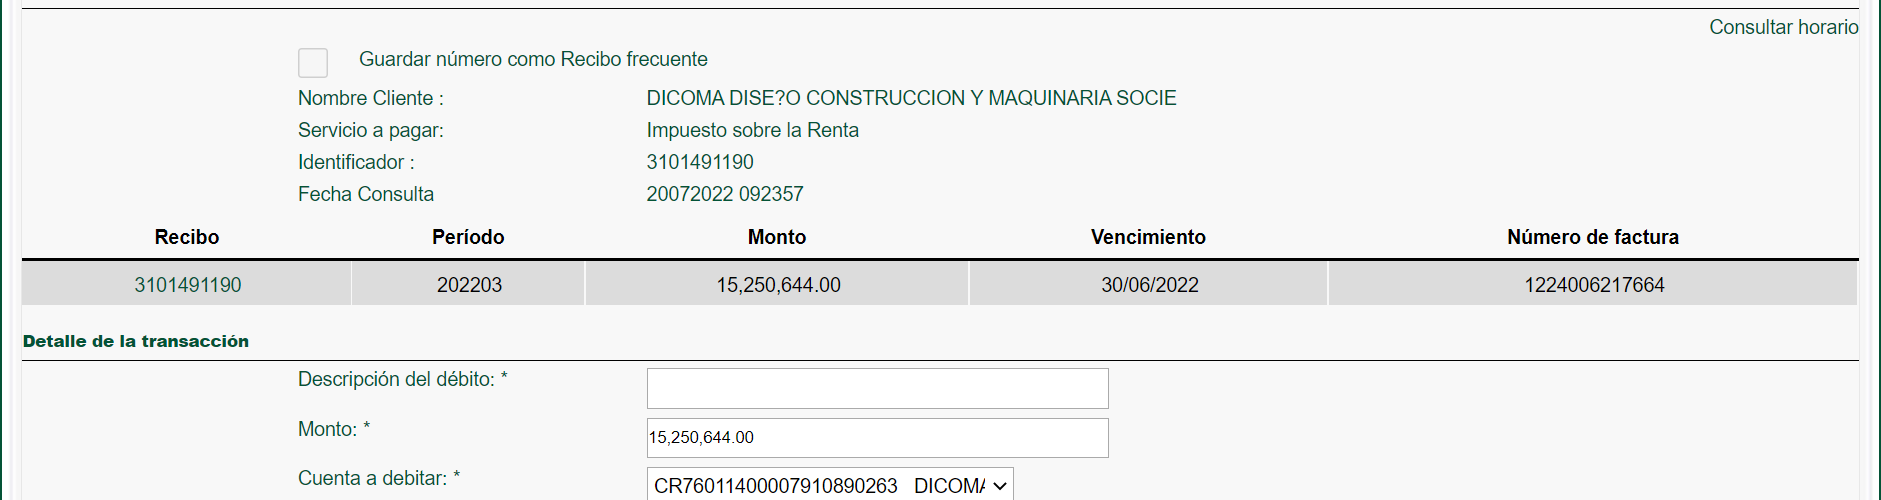 Consultar horario
Guardar número como Recibo frecuente
Nombre Cliente : DICOMA DISE?O CONSTRUCCION Y MAQUINARIA SOCIE
Servicio a pagar: Impuesto sobre la Renta
Identificador : 3101491190
Fecha Consulta 20072022 092357
Recibo Período Monto Vencimiento Número de factura
3101491190 202203 15,250,644.00 30/06/2022 1224006217664
Detalle de la transacción
Descripción del débito: *
Monto: * 15,250,644.00
Cuenta a debitar: * CR76011400007910890263 DICOMA